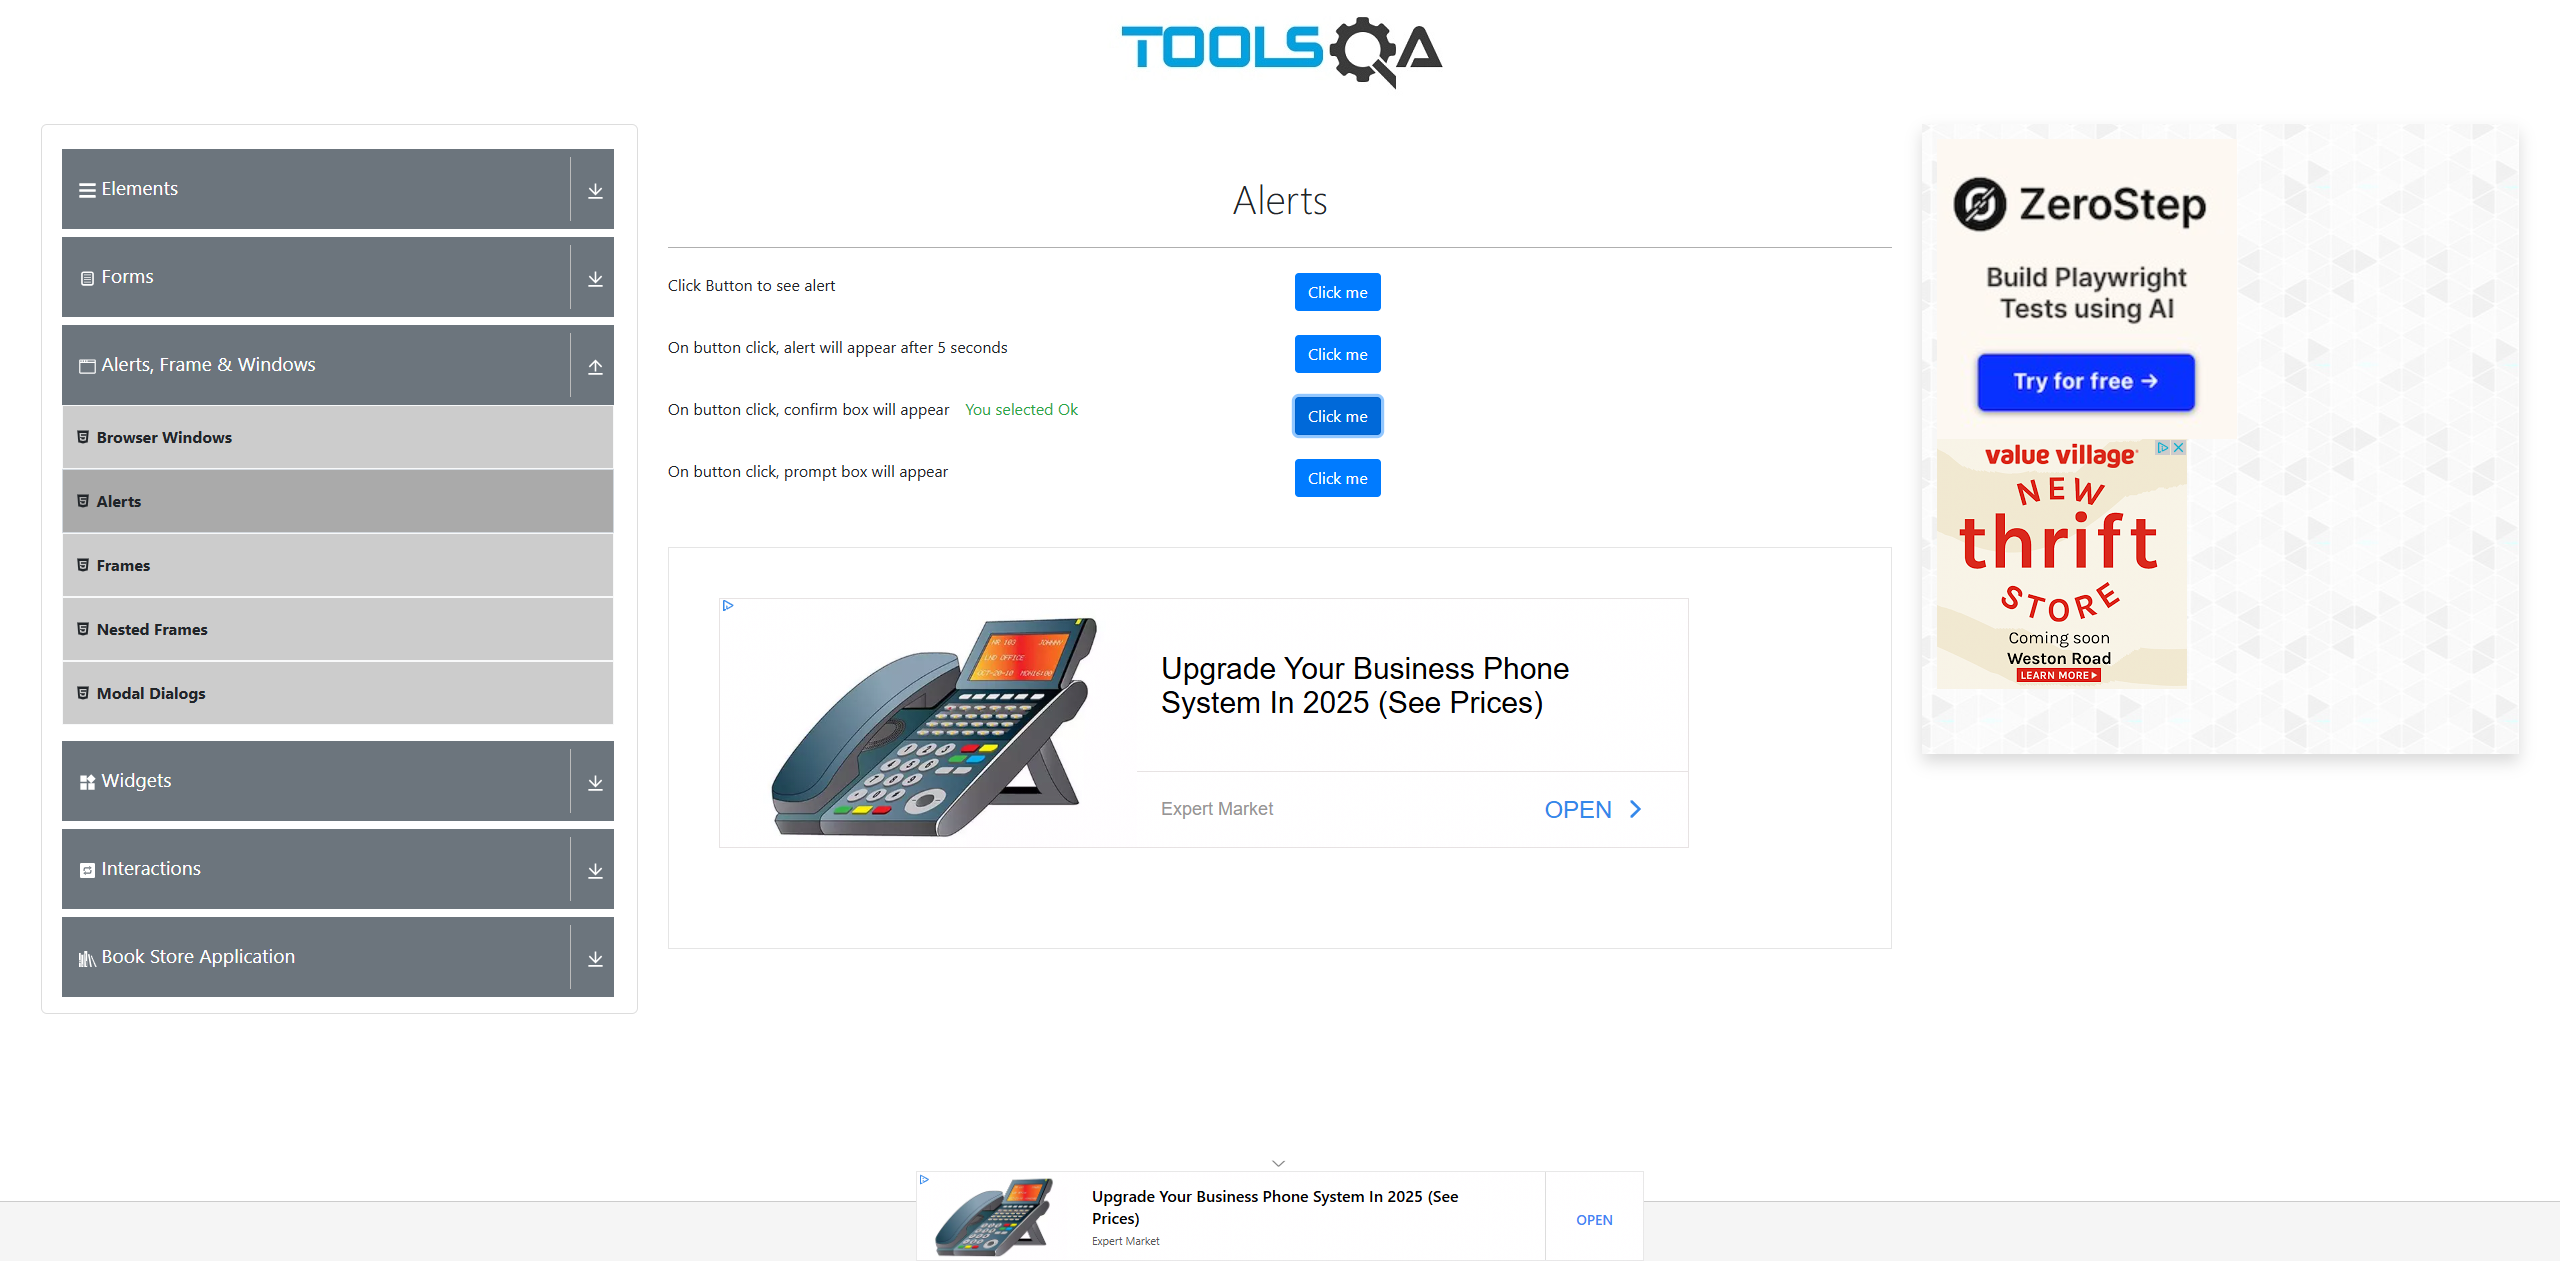 TOOLSQA
Elements
Forms
Alerts, Frame & Windows
Browser Windows
Alerts
Frames
Nested Frames
Modal Dialogs
Widgets
Interactions
Book Store Application
Alerts
Click Button to see alert
Click me
On button click, alert will appear after 5 seconds
Click me
On button click, confirm box will appear You selected Ok
Click me
On button click, prompt box will appear
Click me
Upgrade Your Business Phone
System In 2025 (See Prices)
Expert Market
OPEN
ZeroStep
Build Playwright
Tests using AI
Try for free →
value village
NEW
thrift
STORE
Coming soon
Weston Road
LEARN MORE
Upgrade Your Business Phone System In 2025 (See
Prices)
Expert Market
OPEN